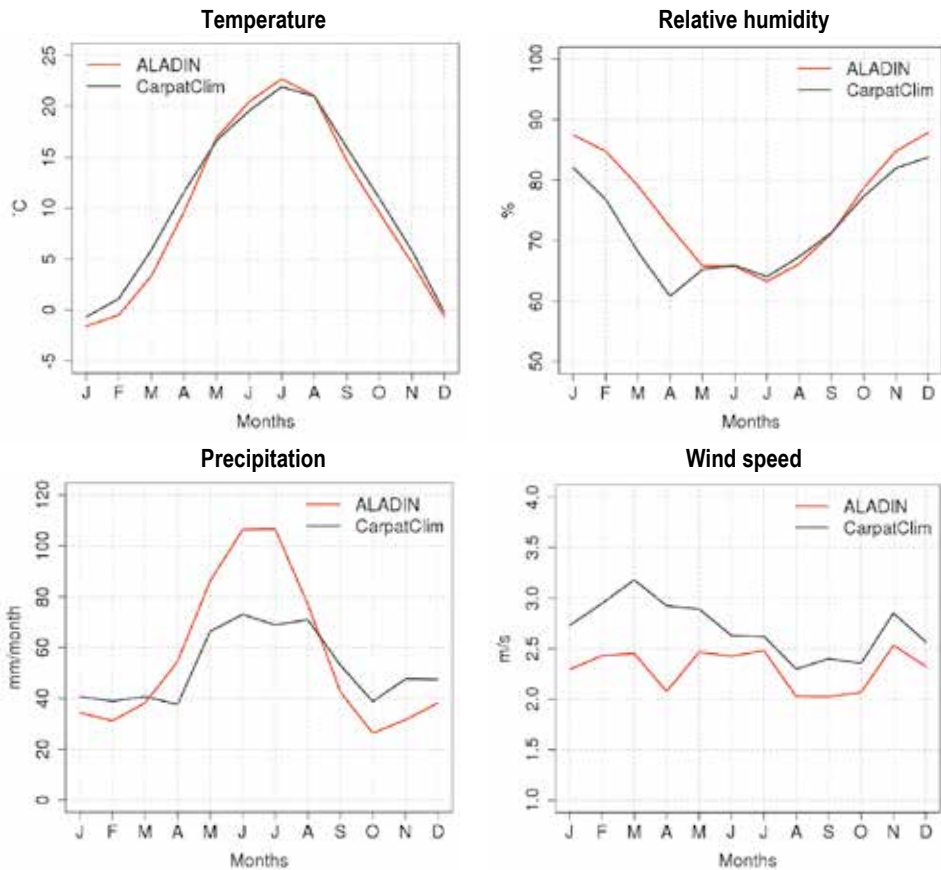 Temperature
25
20
15
10
5
0
-5
°C
ALADIN
CarpatClim
J F M A M J J A S O N D
Months
Relative humidity
100
90
80
70
60
50
%
ALADIN
CarpatClim
J F M A M J J A S O N D
Months
Precipitation
120
100
80
60
40
20
0
mm/month
ALADIN
CarpatClim
J F M A M J J A S O N D
Months
Wind speed
4.0
3.5
3.0
2.5
2.0
1.5
1.0
m/s
ALADIN
CarpatClim
J F M A M J J A S O N D
Months